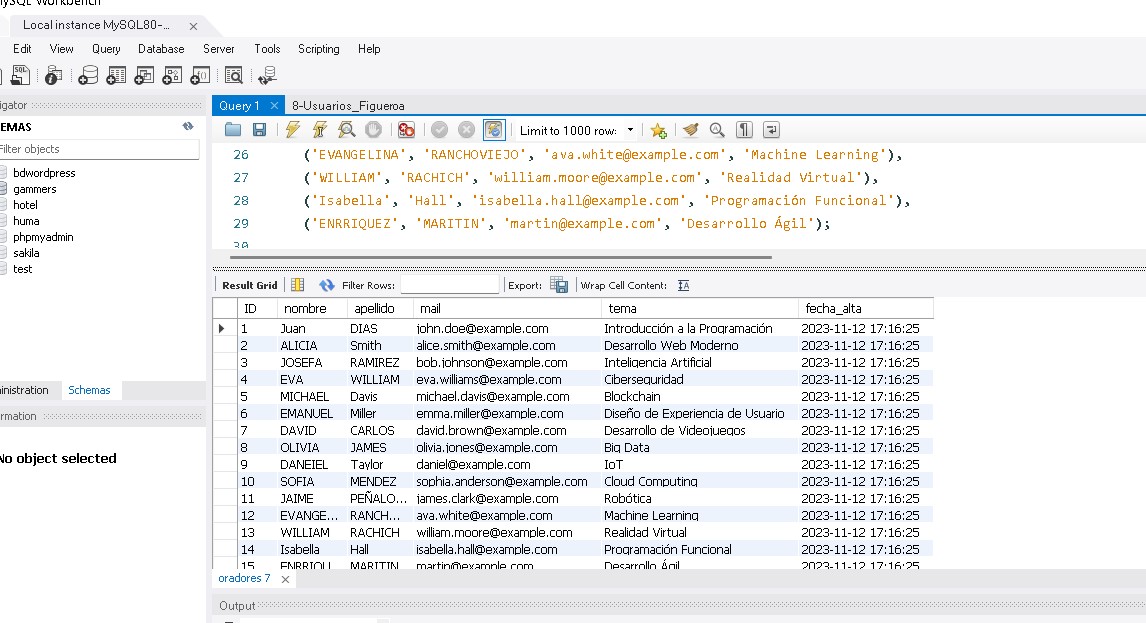 MySQL Workbench
Local instance MySQL80-... ×
Edit View Query Database Server Tools Scripting Help
Query 1 × 8-Usuarios_Figueroa
EMAS
Filter objects
bdwordpress
gammers
hotel
huma
phpmyadmin
sakila
test
Limit to 1000 row:
26 ('EVANGELINA', 'RANCHOVIEJO', 'ava.white@example.com', 'Machine Learning'),
27 ('WILLIAM', 'RACHICH', 'william.moore@example.com', 'Realidad Virtual'),
28 ('Isabella', 'Hall', 'isabella.hall@example.com', 'Programación Funcional'),
29 ('ENRRIQUEZ', 'MARITIN', 'martin@example.com', 'Desarrollo Ágil');
30
Result Grid Filter Rows: Export: Wrap Cell Content:
ID nombre apellido mail tema fecha_alta
1 Juan DIAS john.doe@example.com Introducción a la Programación 2023-11-12 17:16:25
2 ALICIA Smith alice.smith@example.com Desarrollo Web Moderno 2023-11-12 17:16:25
3 JOSEFA RAMIREZ bob.johnson@example.com Inteligencia Artificial 2023-11-12 17:16:25
4 EVA WILLIAM eva.williams@example.com Ciberseguridad 2023-11-12 17:16:25
5 MICHAEL Davis michael.davis@example.com Blockchain 2023-11-12 17:16:25
6 EMANUEL Miller emma.miller@example.com Diseño de Experiencia de Usuario 2023-11-12 17:16:25
7 DAVID CARLOS david.brown@example.com Desarrollo de Videojuegos 2023-11-12 17:16:25
8 OLIVIA JAMES olivia.jones@example.com Big Data 2023-11-12 17:16:25
9 DANEIEL Taylor daniel@example.com IoT 2023-11-12 17:16:25
10 SOFIA MENDEZ sophia.anderson@example.com Cloud Computing 2023-11-12 17:16:25
11 JAIME PEÑALO... james.clark@example.com Robótica 2023-11-12 17:16:25
12 EVANGE... RANCH... ava.white@example.com Machine Learning 2023-11-12 17:16:25
13 WILLIAM RACHICH william.moore@example.com Realidad Virtual 2023-11-12 17:16:25
14 Isabella Hall isabella.hall@example.com Programación Funcional 2023-11-12 17:16:25
15 ENRRIQU... MARITIN martin@example.com Desarrollo Ágil 2023-11-12 17:16:25
inistration Schemas
rmation
No object selected
oradores 7 ×
Output